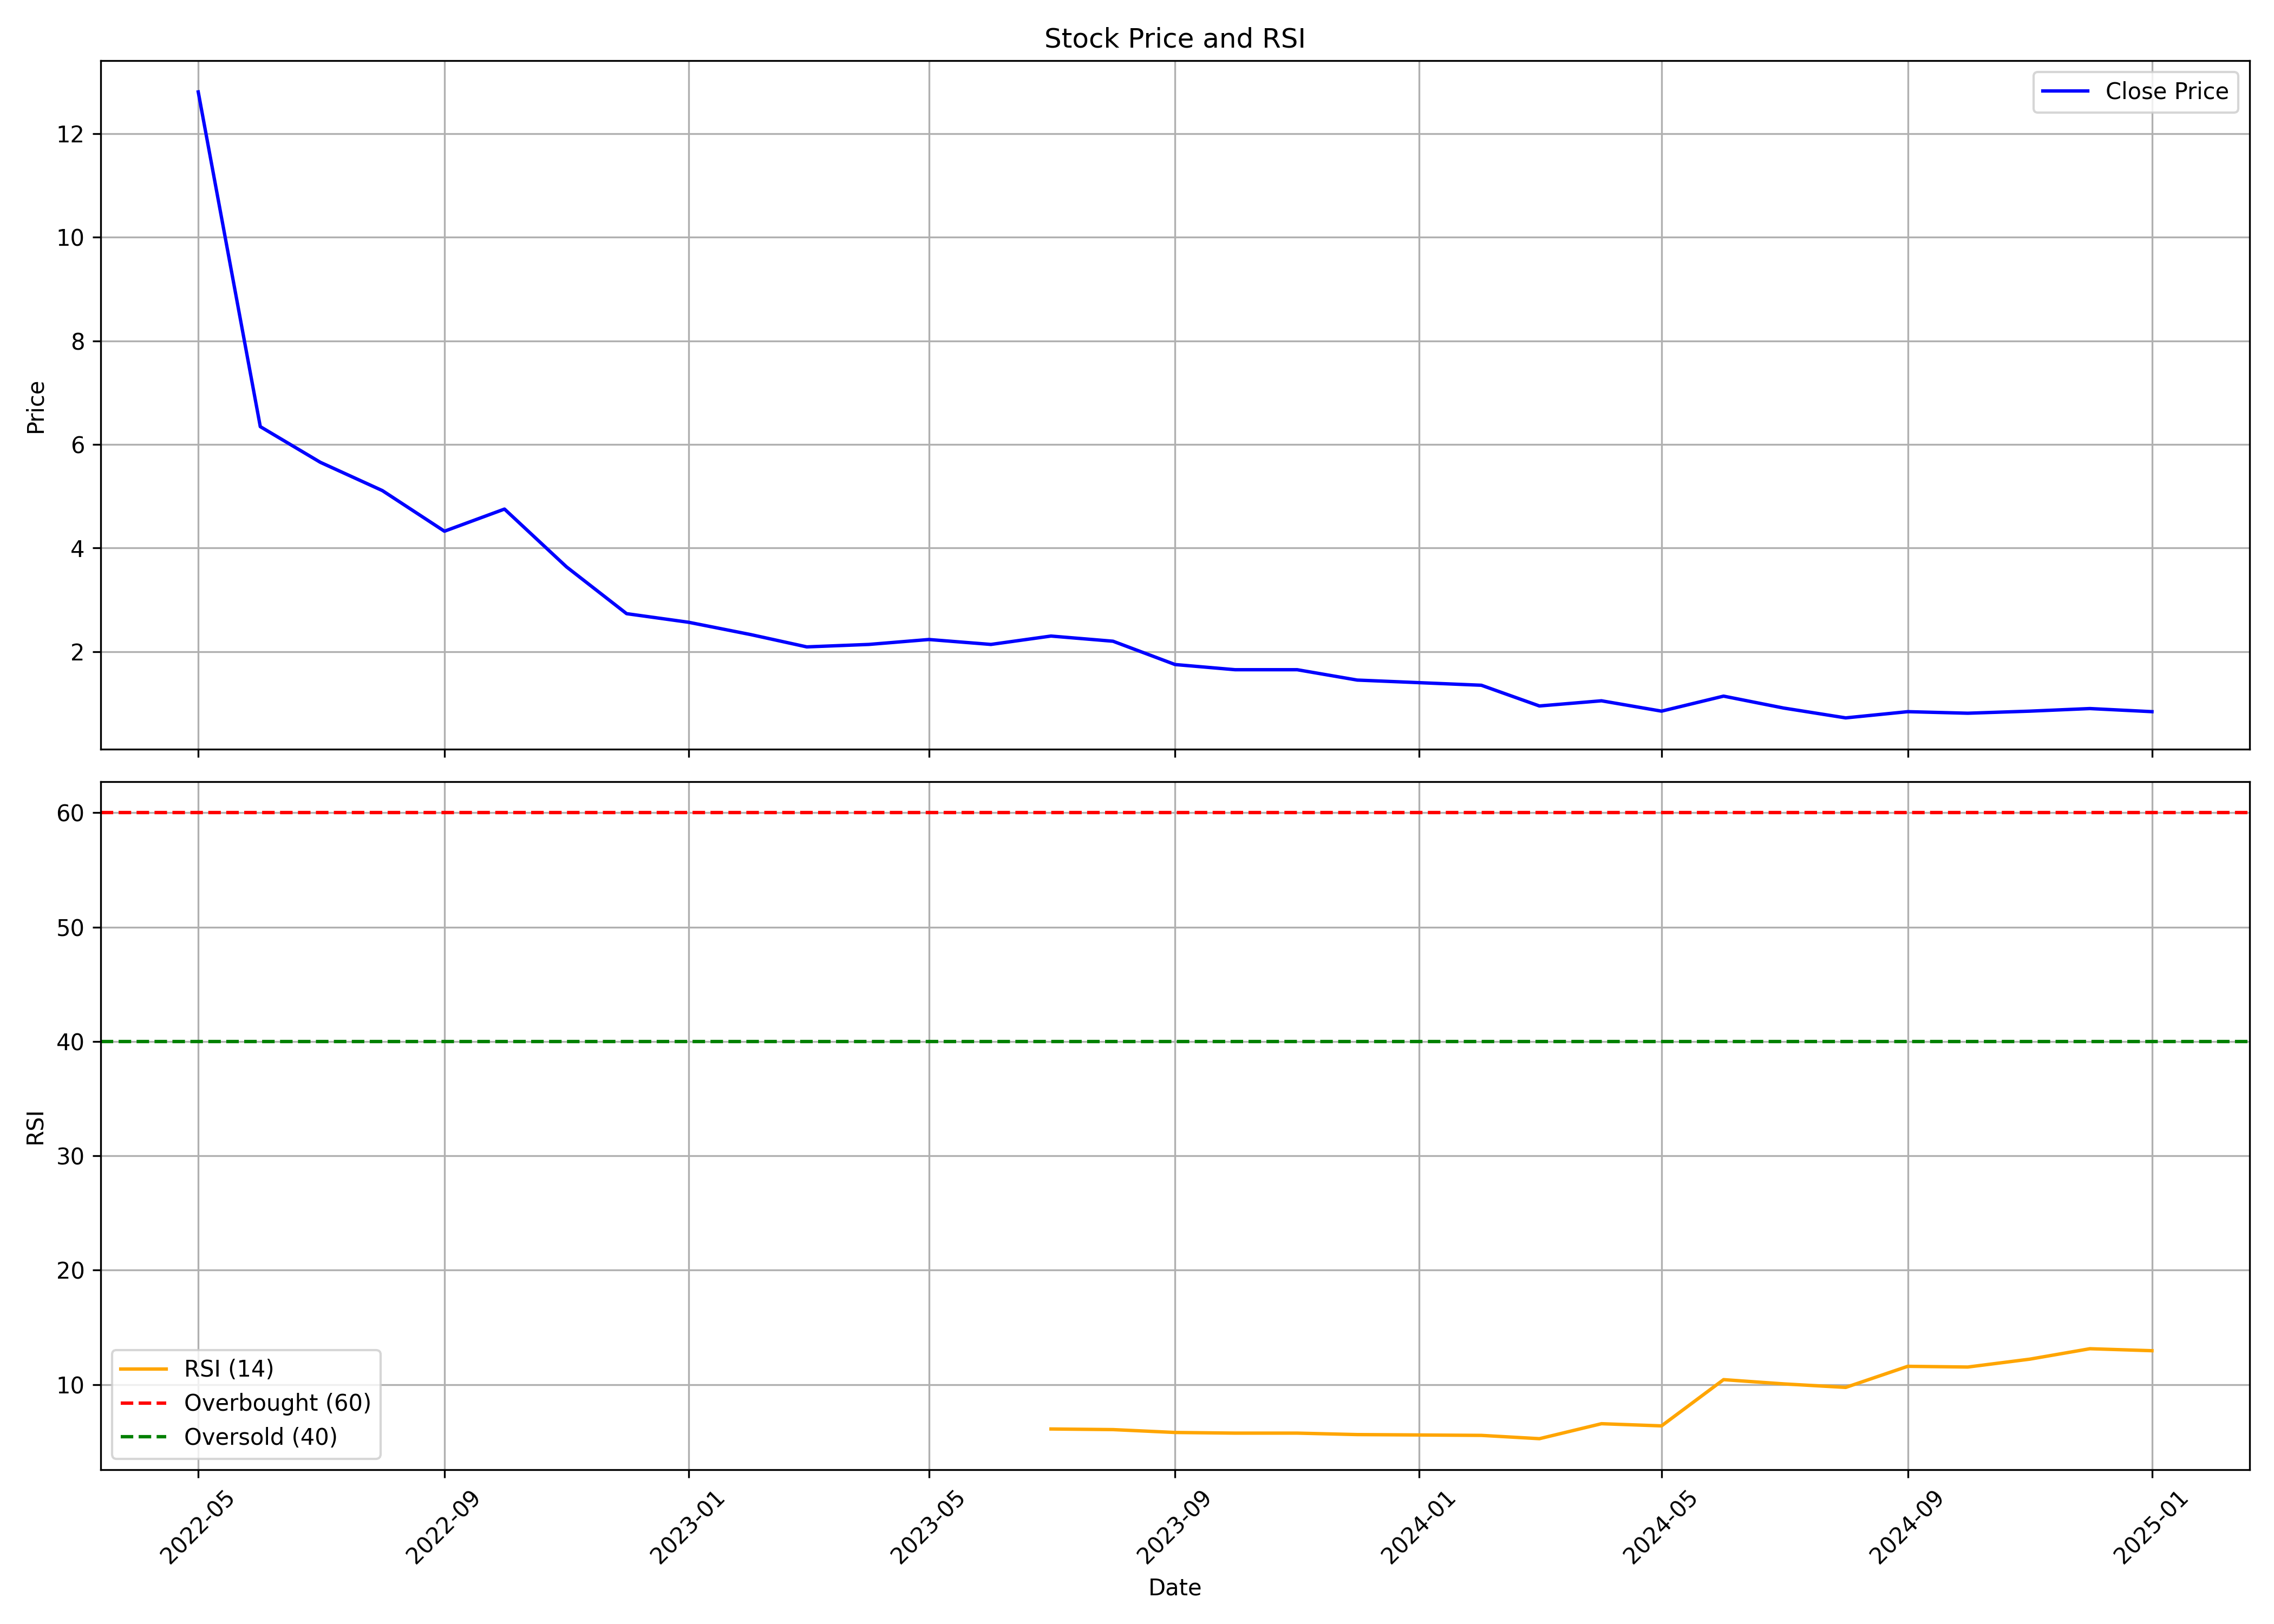 Stock Price and RSI
Close Price
Price
12
10
8
6
4
2
RSI
60
50
40
30
20
10
RSI (14)
Overbought (60)
Oversold (40)
2022-05
2022-09
2023-01
2023-05
2023-09
2024-01
2024-05
2024-09
2025-01
Date